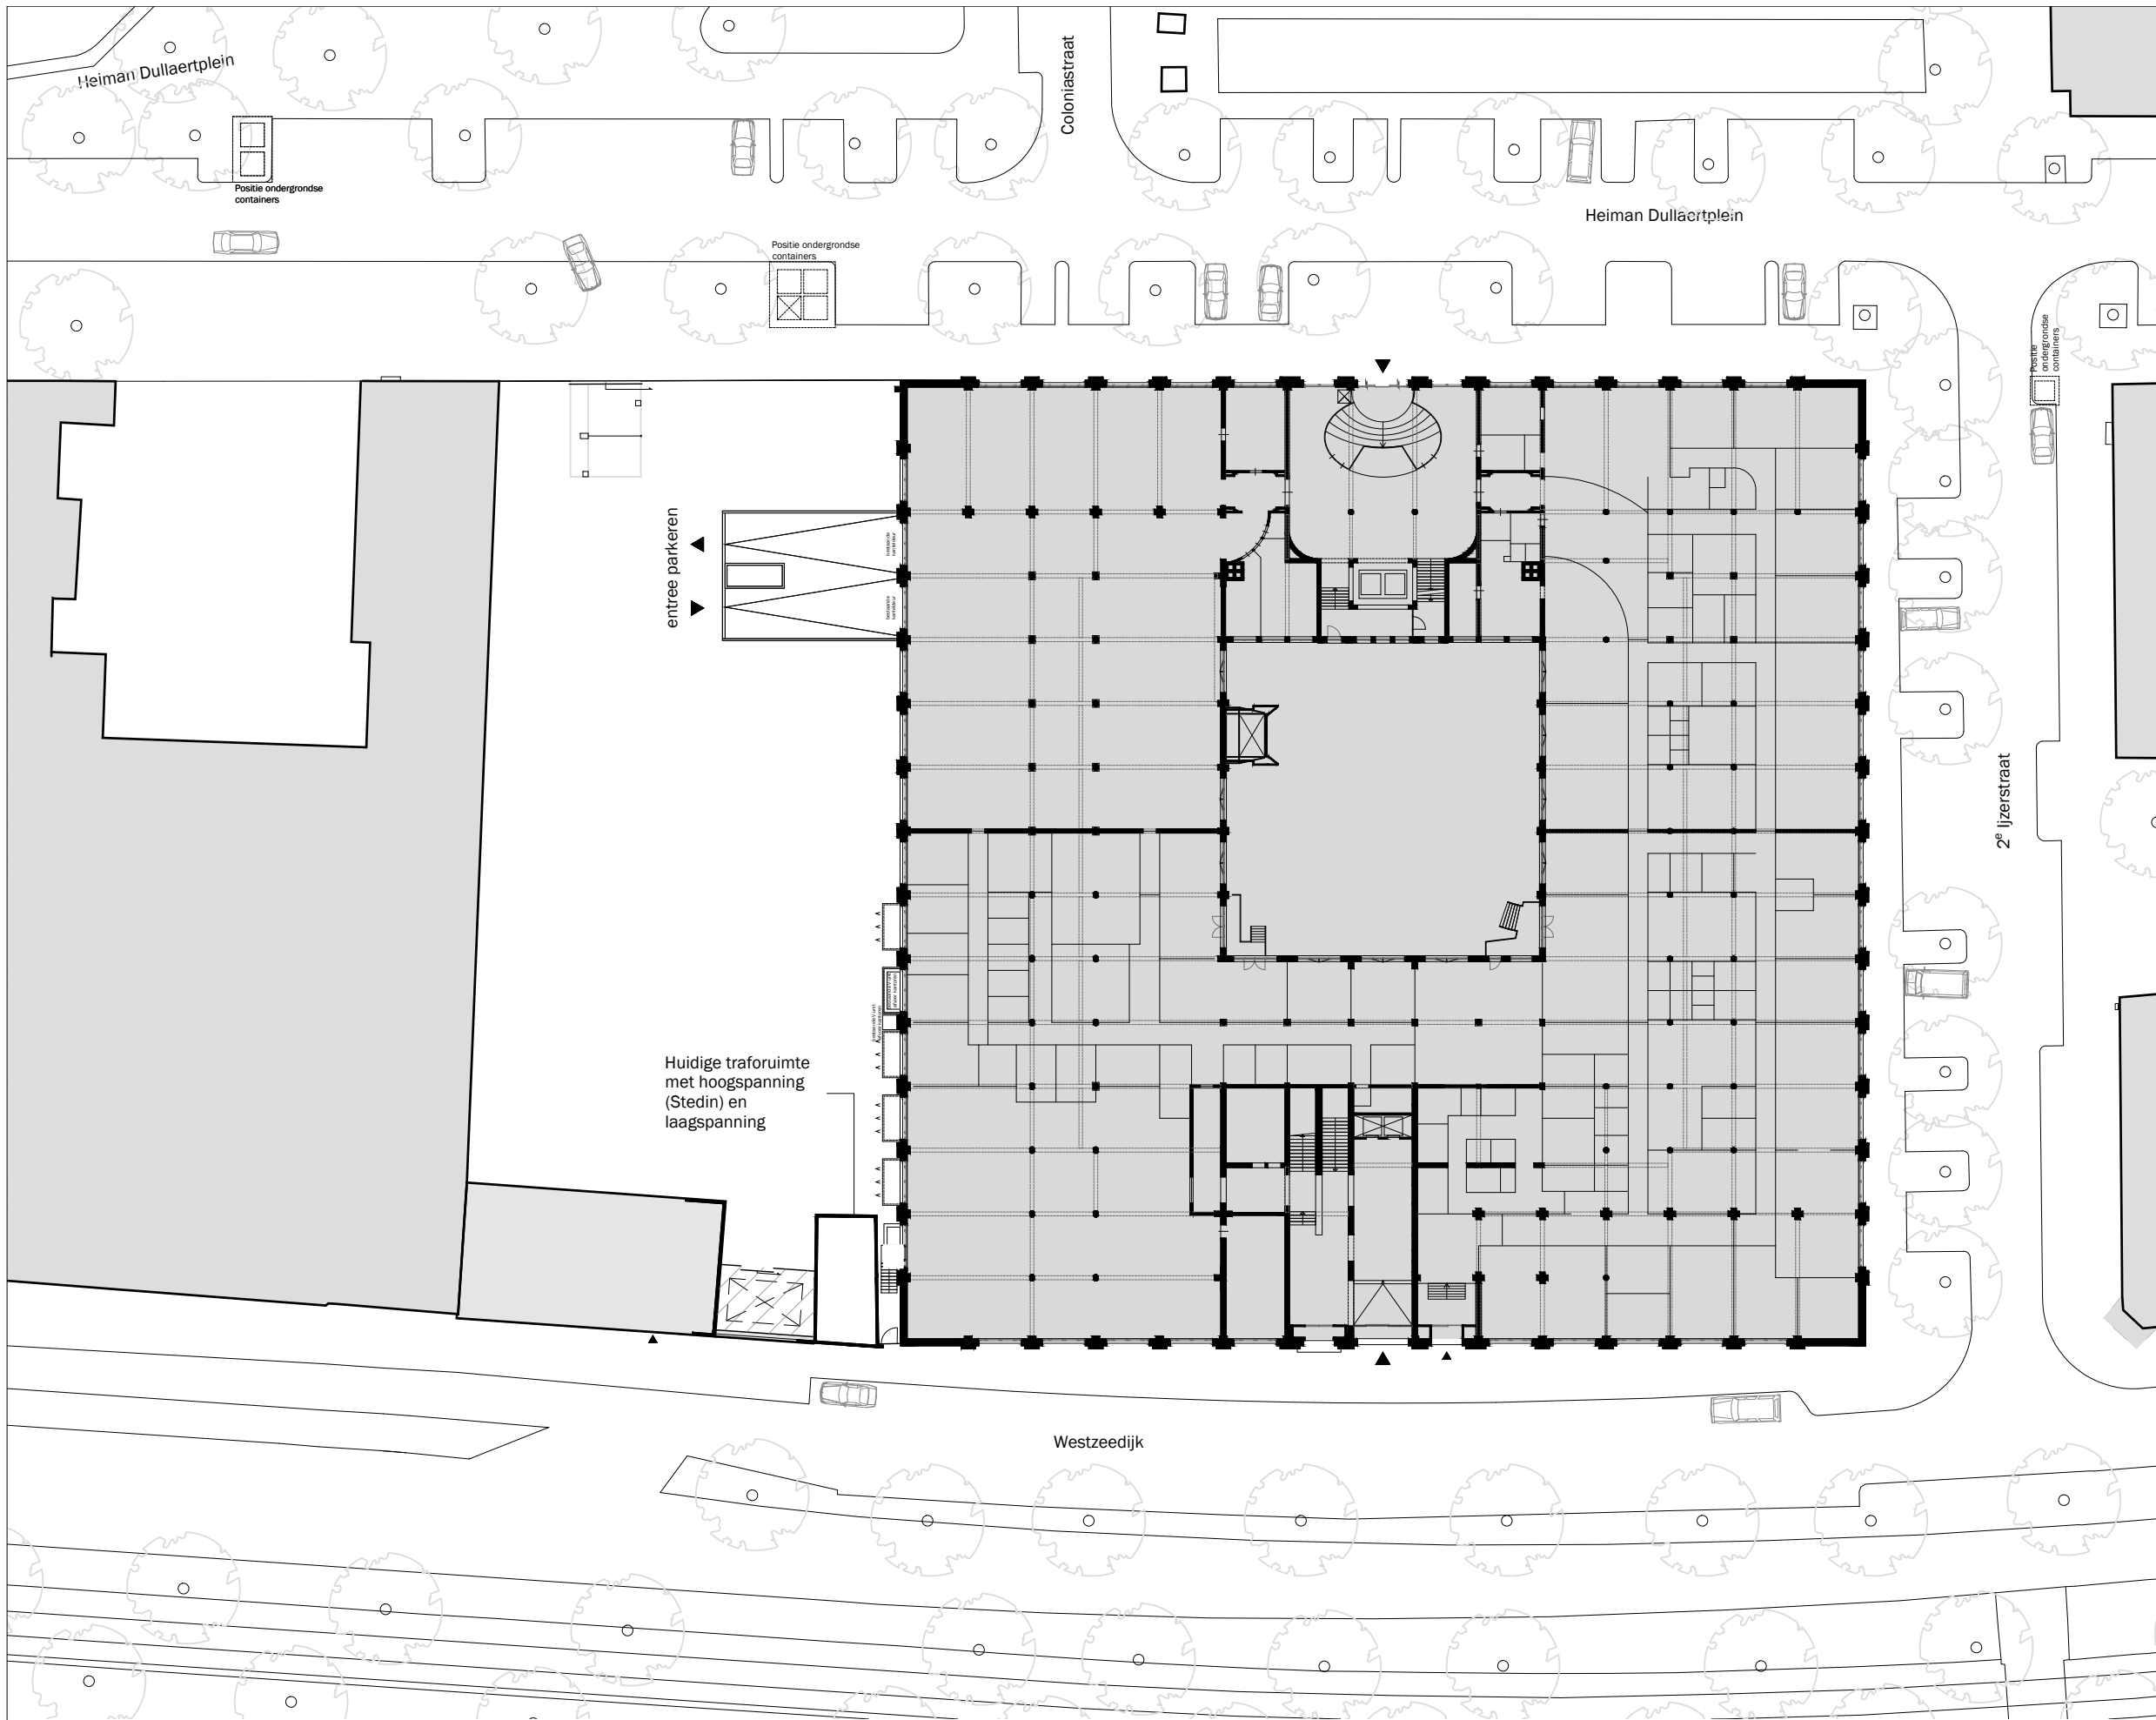 Heiman Dullaertplein
Coloniastraat
Positie ondergrondse
containers
Heiman Dullaertplein
Positie ondergrondse
containers
Positie
ondergrondse
containers
entree parkeren
2e Ijzerstraat
Huidige traforuimte
met hoogspanning
(Stedin) en
laagspanning
Westzeedijk